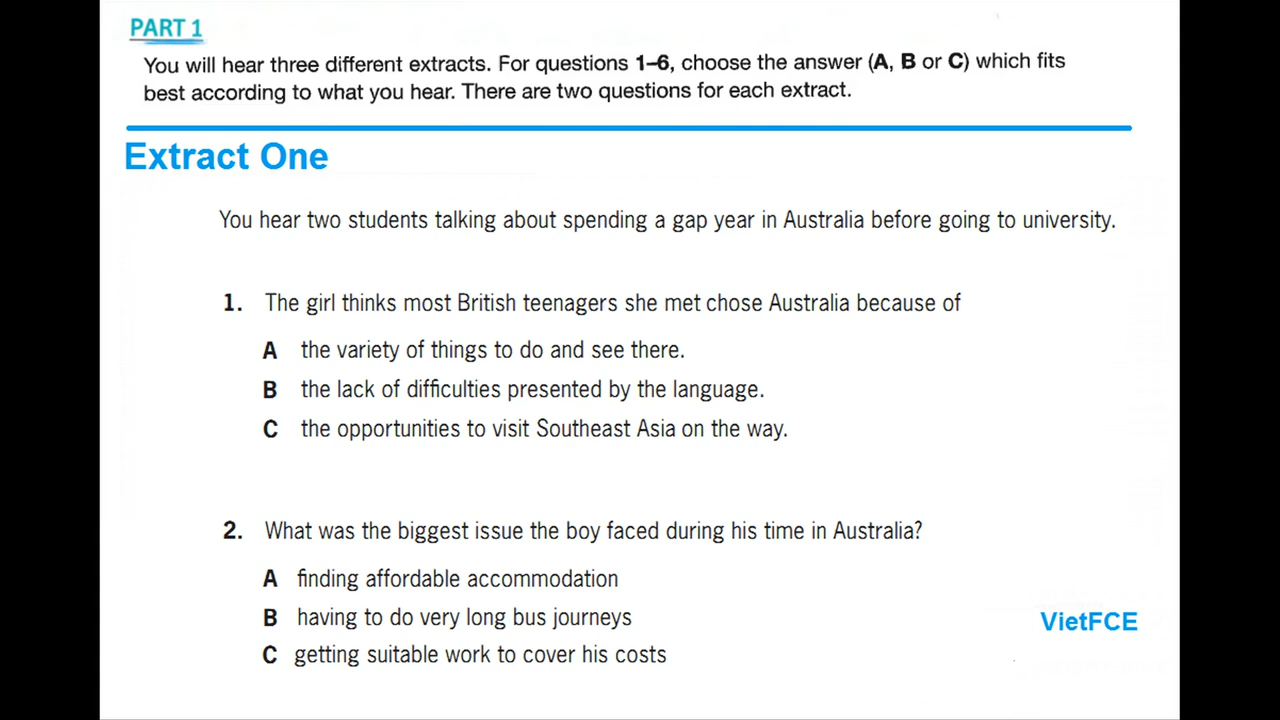 PART 1
You will hear three different extracts. For questions 1–6, choose the answer (A, B or C) which fits
best according to what you hear. There are two questions for each extract.
Extract One
You hear two students talking about spending a gap year in Australia before going to university.
1. The girl thinks most British teenagers she met chose Australia because of
A the variety of things to do and see there.
B the lack of difficulties presented by the language.
C the opportunities to visit Southeast Asia on the way.
2. What was the biggest issue the boy faced during his time in Australia?
A finding affordable accommodation
B having to do very long bus journeys
C getting suitable work to cover his costs
VietFCE